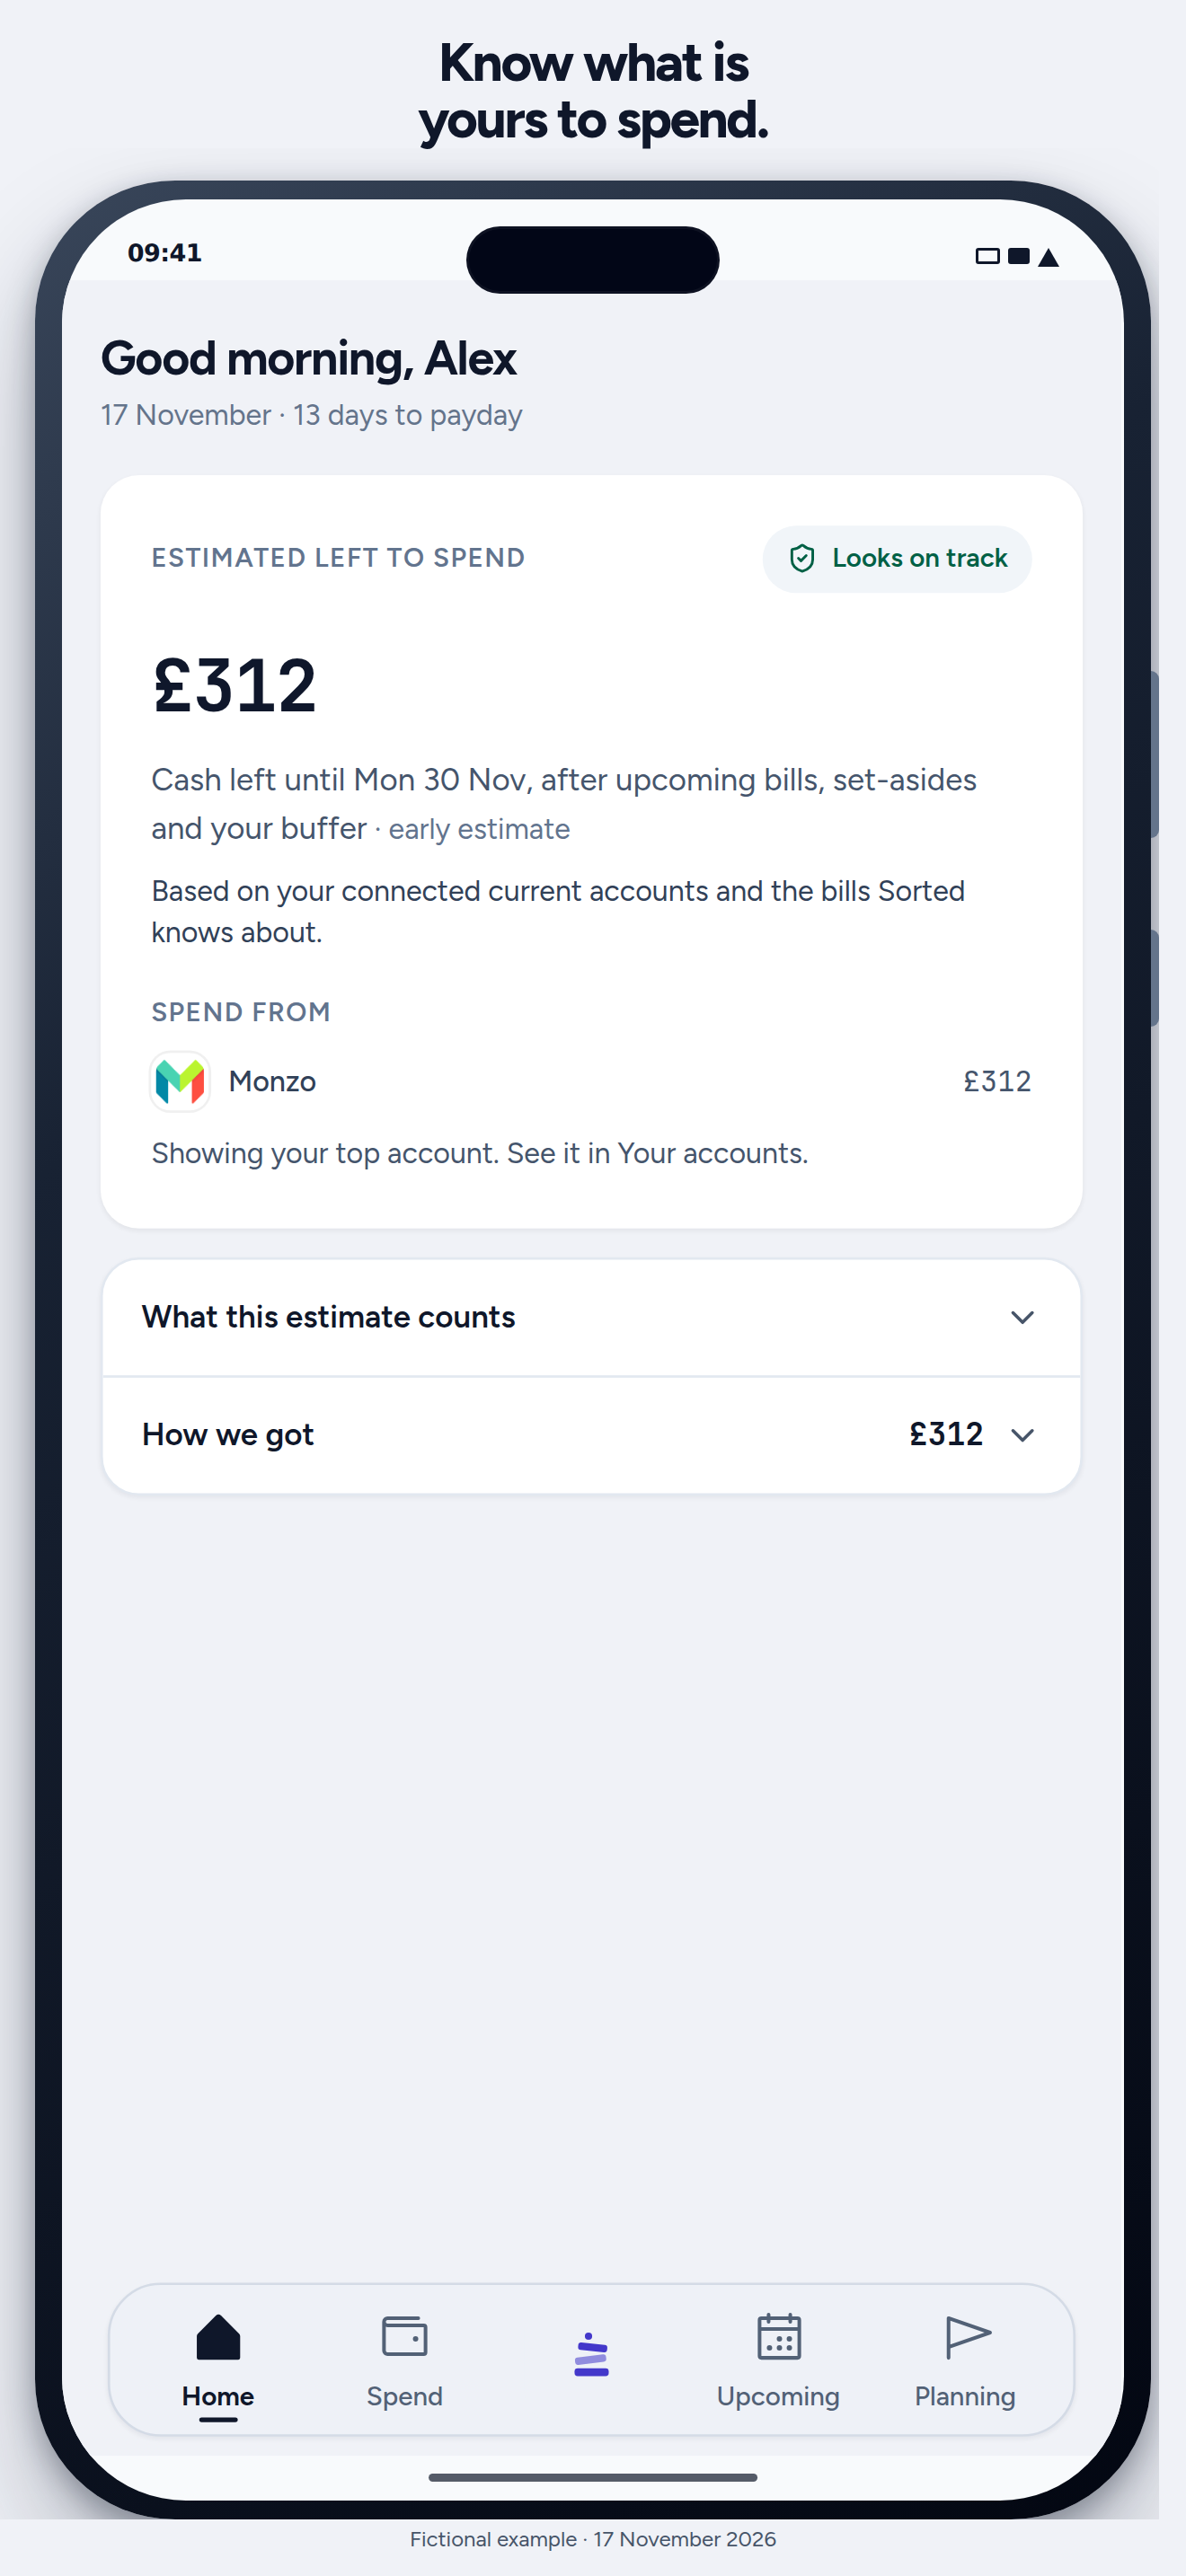 Know what is
yours to spend.
09:41
Good morning, Alex
17 November · 13 days to payday
ESTIMATED LEFT TO SPEND
Looks on track
£312
Cash left until Mon 30 Nov, after upcoming bills, set-asides
and your buffer · early estimate
Based on your connected current accounts and the bills Sorted
knows about.
SPEND FROM
Monzo £312
Showing your top account. See it in Your accounts.
What this estimate counts
How we got £312
Home
Spend
Upcoming
Planning
Fictional example · 17 November 2026